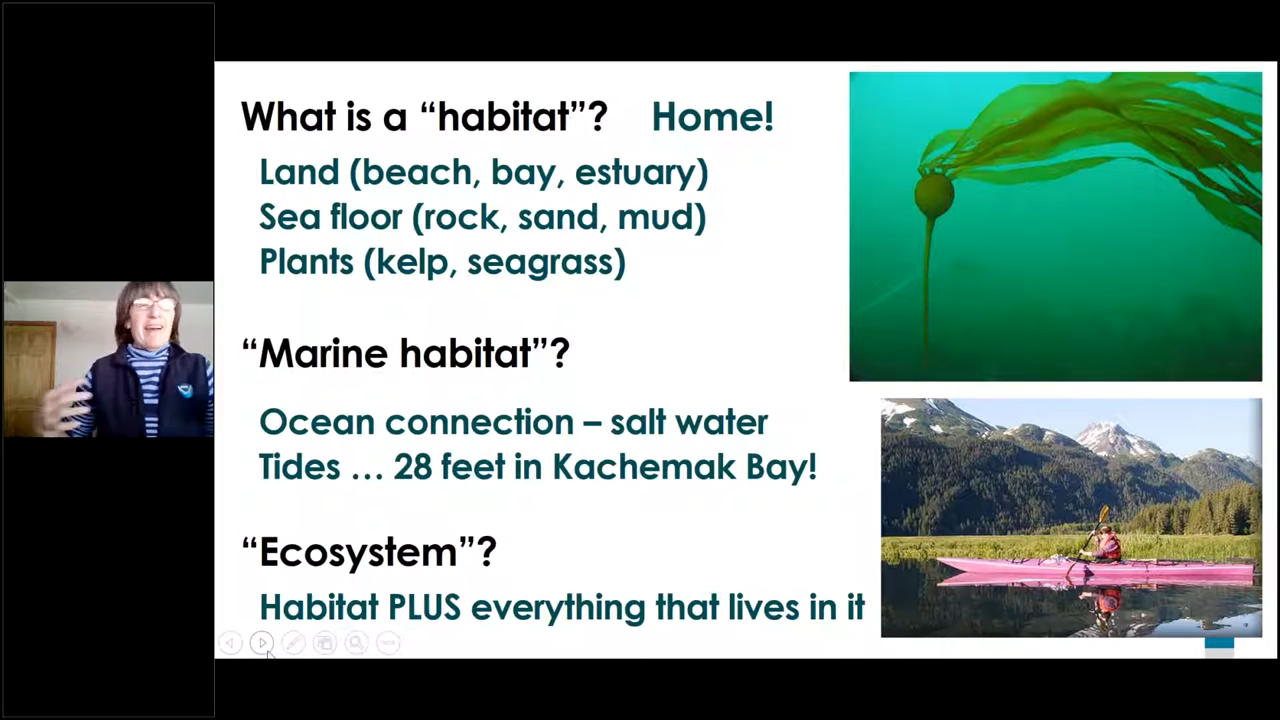 What is a “habitat”? Home!
Land (beach, bay, estuary)
Sea floor (rock, sand, mud)
Plants (kelp, seagrass)
“Marine habitat”?
Ocean connection – salt water
Tides … 28 feet in Kachemak Bay!
“Ecosystem”?
Habitat PLUS everything that lives in it